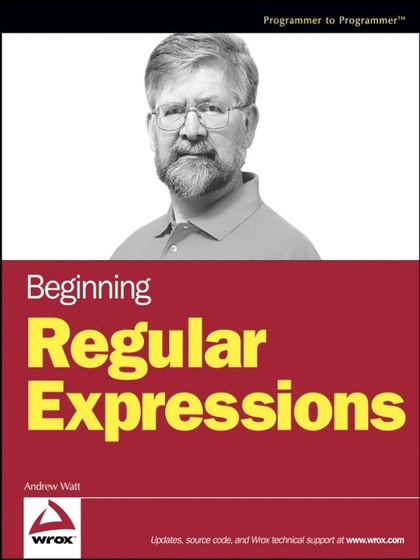 Programmer to Programmer™
Beginning
Regular
Expressions
Andrew Watt
wrox™
Updates, source code, and Wrox technical support at www.wrox.com